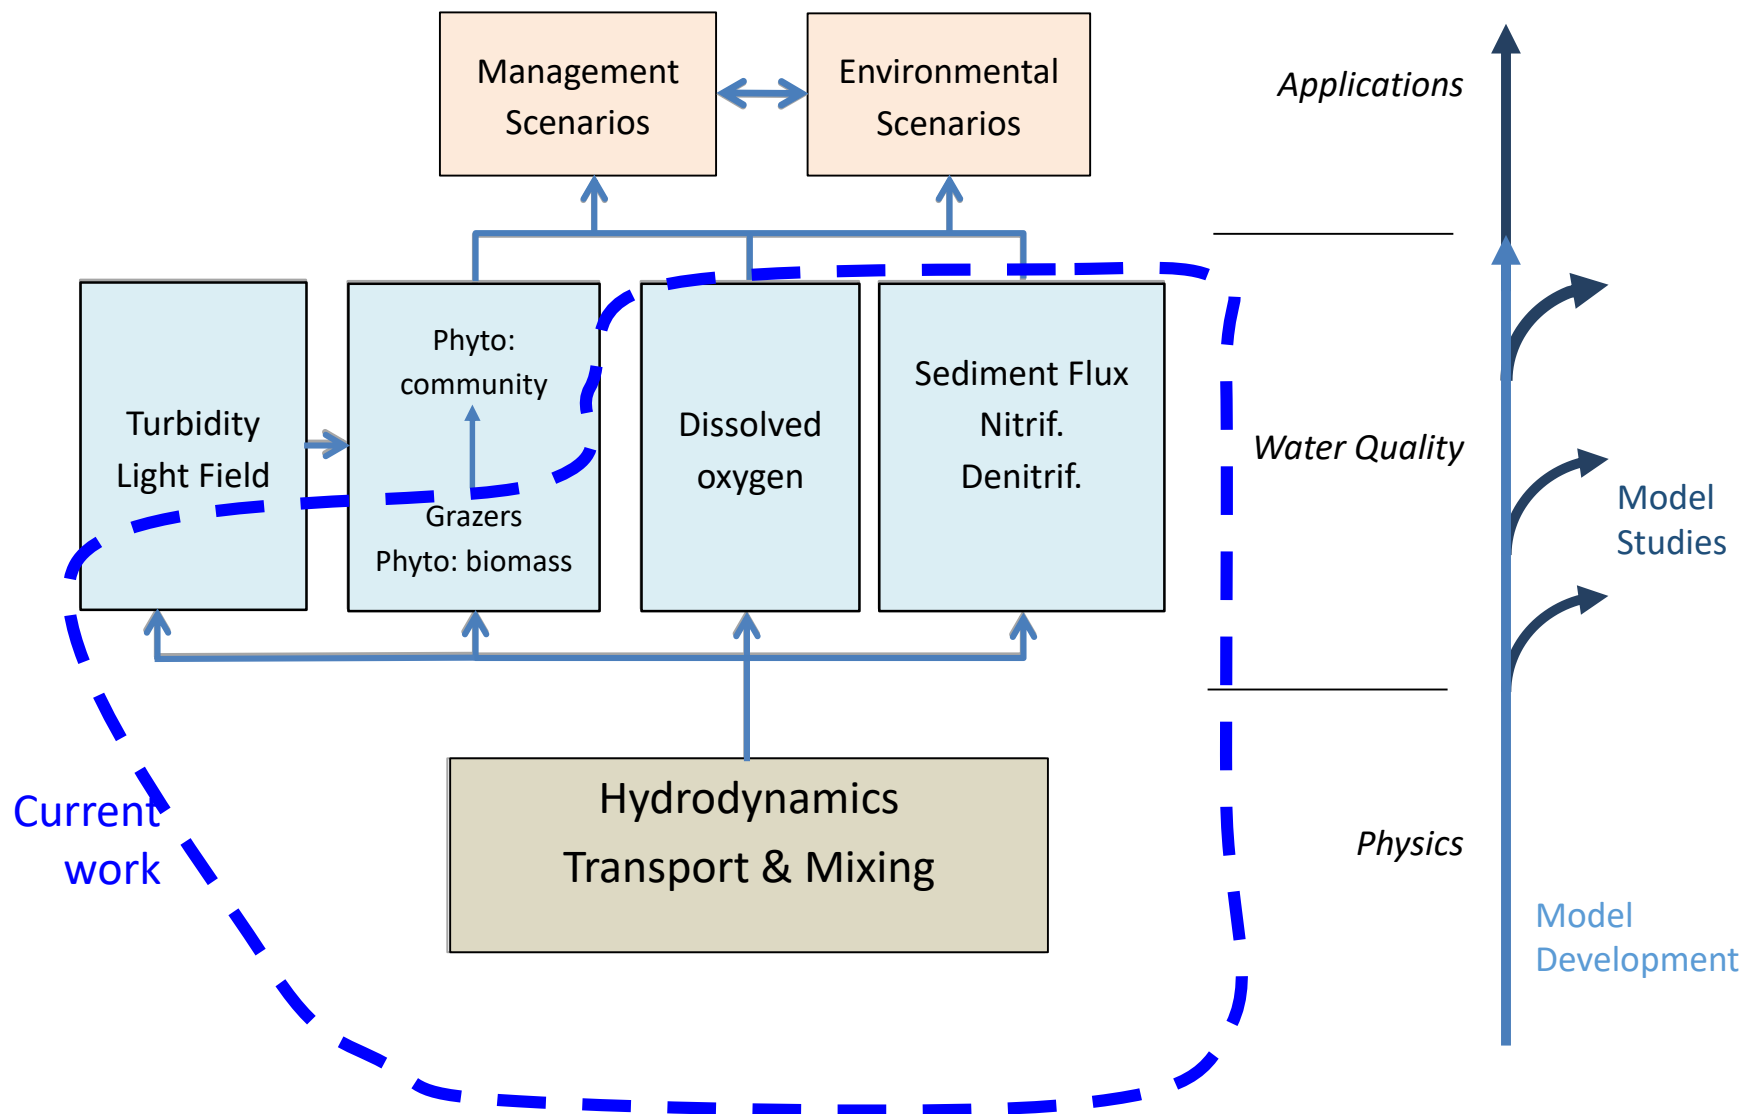 Management
Scenarios
Environmental
Scenarios
Applications
Turbidity
Light Field
Phyto:
community
Grazers
Phyto: biomass
Dissolved
oxygen
Sediment Flux
Nitrif.
Denitrif.
Water Quality
Model
Studies
Current
work
Hydrodynamics
Transport & Mixing
Physics
Model
Development